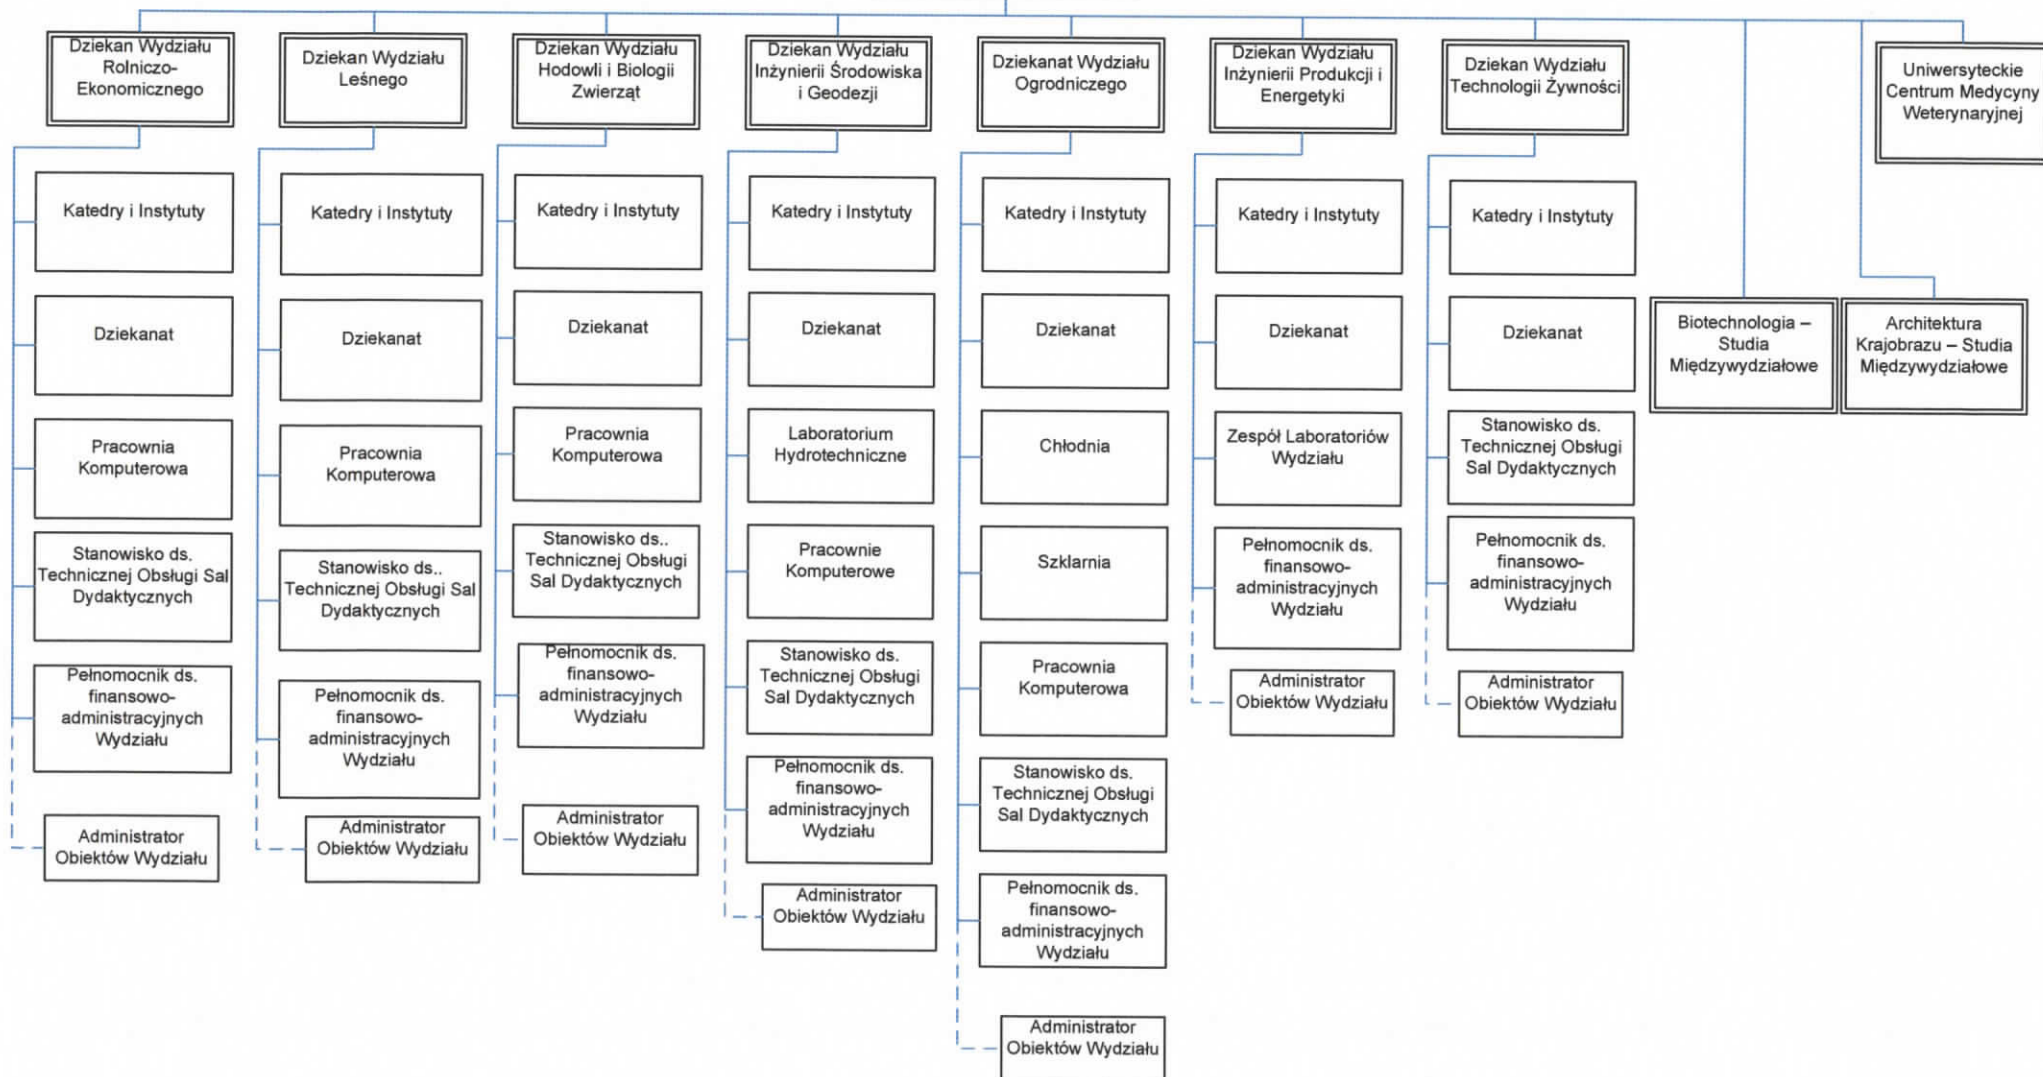 Dziekan Wydziału
Rolniczo-
Ekonomicznego
Katedry i Instytuty
Dziekanat
Pracownia
Komputerowa
Stanowisko ds.
Technicznej Obsługi Sal
Dydaktycznych
Pełnomocnik ds.
finansowo-
administracyjnych
Wydziału
Administrator
Obiektów Wydziału
Dziekan Wydziału
Leśnego
Katedry i Instytuty
Dziekanat
Pracownia
Komputerowa
Stanowisko ds..
Technicznej Obsługi Sal
Dydaktycznych
Pełnomocnik ds.
finansowo-
administracyjnych
Wydziału
Administrator
Obiektów Wydziału
Dziekan Wydziału
Hodowli i Biologii
Zwierząt
Katedry i Instytuty
Dziekanat
Pracownia
Komputerowa
Stanowisko ds..
Technicznej Obsługi
Sal Dydaktycznych
Pełnomocnik ds.
finansowo-
administracyjnych
Wydziału
Administrator
Obiektów Wydziału
Dziekan Wydziału
Inżynierii Środowiska
i Geodezji
Katedry i Instytuty
Dziekanat
Laboratorium
Hydrotechniczne
Pracownie
Komputerowe
Stanowisko ds.
Technicznej Obsługi
Sal Dydaktycznych
Pełnomocnik ds.
finansowo-
administracyjnych
Wydziału
Administrator
Obiektów Wydziału
Dziekanat Wydziału
Ogrodniczego
Katedry i Instytuty
Dziekanat
Chłodnia
Szklarnia
Pracownia
Komputerowa
Stanowisko ds.
Technicznej Obsługi
Sal Dydaktycznych
Pełnomocnik ds.
finansowo-
administracyjnych
Wydziału
Administrator
Obiektów Wydziału
Dziekan Wydziału
Inżynierii Produkcji i
Energetyki
Katedry i Instytuty
Dziekanat
Zespół Laboratoriów
Wydziału
Pełnomocnik ds.
finansowo-
administracyjnych
Wydziału
Administrator
Obiektów Wydziału
Dziekan Wydziału
Technologii Żywności
Katedry i Instytuty
Dziekanat
Stanowisko ds.
Technicznej Obsługi
Sal Dydaktycznych
Pełnomocnik ds.
finansowo-
administracyjnych
Wydziału
Administrator
Obiektów Wydziału
Biotechnologia –
Studia
Międzywydziałowe
Architektura
Krajobrazu – Studia
Międzywydziałowe
Uniwersyteckie
Centrum Medycyny
Weterynaryjnej